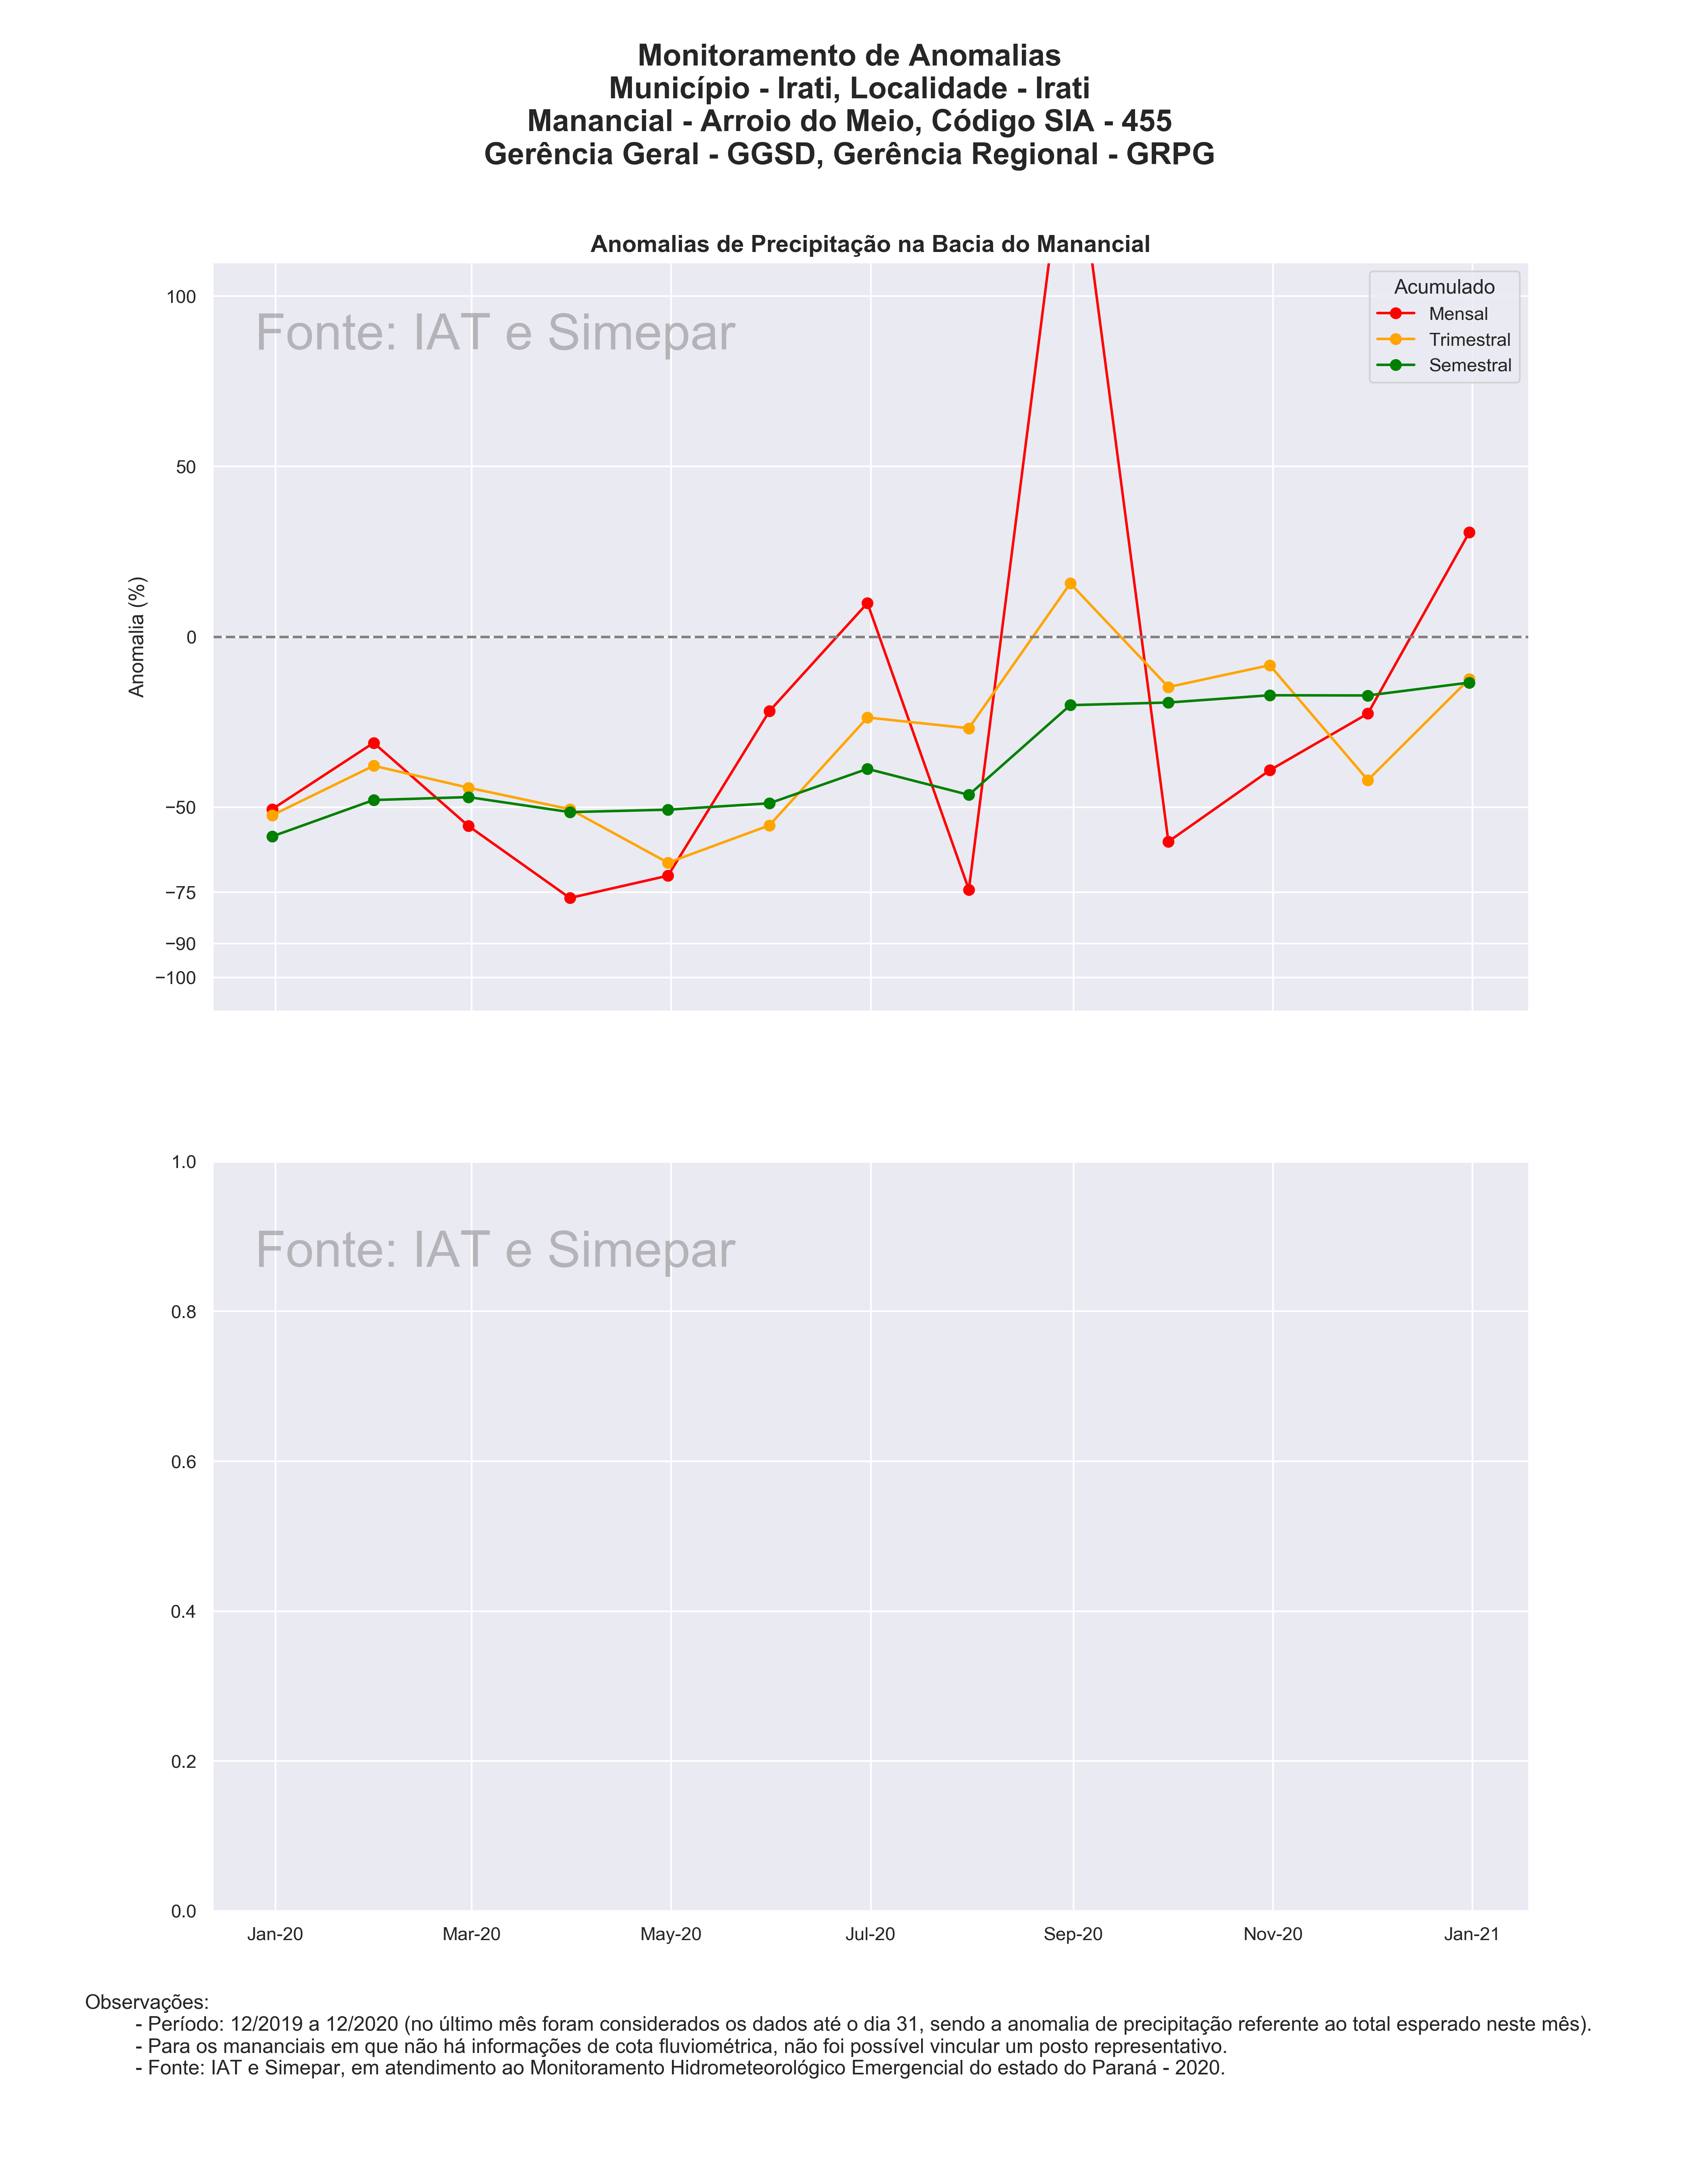 Monitoramento de Anomalias
Município - Irati, Localidade - Irati
Manancial - Arroio do Meio, Código SIA - 455
Gerência Geral - GGSD, Gerência Regional - GRPG
Anomalias de Precipitação na Bacia do Manancial
Fonte: IAT e Simepar
Acumulado
Mensal
Trimestral
Semestral
Anomalia (%)
100
50
0
−50
−75
−90
−100
Fonte: IAT e Simepar
1.0
0.8
0.6
0.4
0.2
0.0
Jan-20 Mar-20 May-20 Jul-20 Sep-20 Nov-20 Jan-21
Observações:
- Período: 12/2019 a 12/2020 (no último mês foram considerados os dados até o dia 31, sendo a anomalia de precipitação referente ao total esperado neste mês).
- Para os mananciais em que não há informações de cota fluviométrica, não foi possível vincular um posto representativo.
- Fonte: IAT e Simepar, em atendimento ao Monitoramento Hidrometeorológico Emergencial do estado do Paraná - 2020.